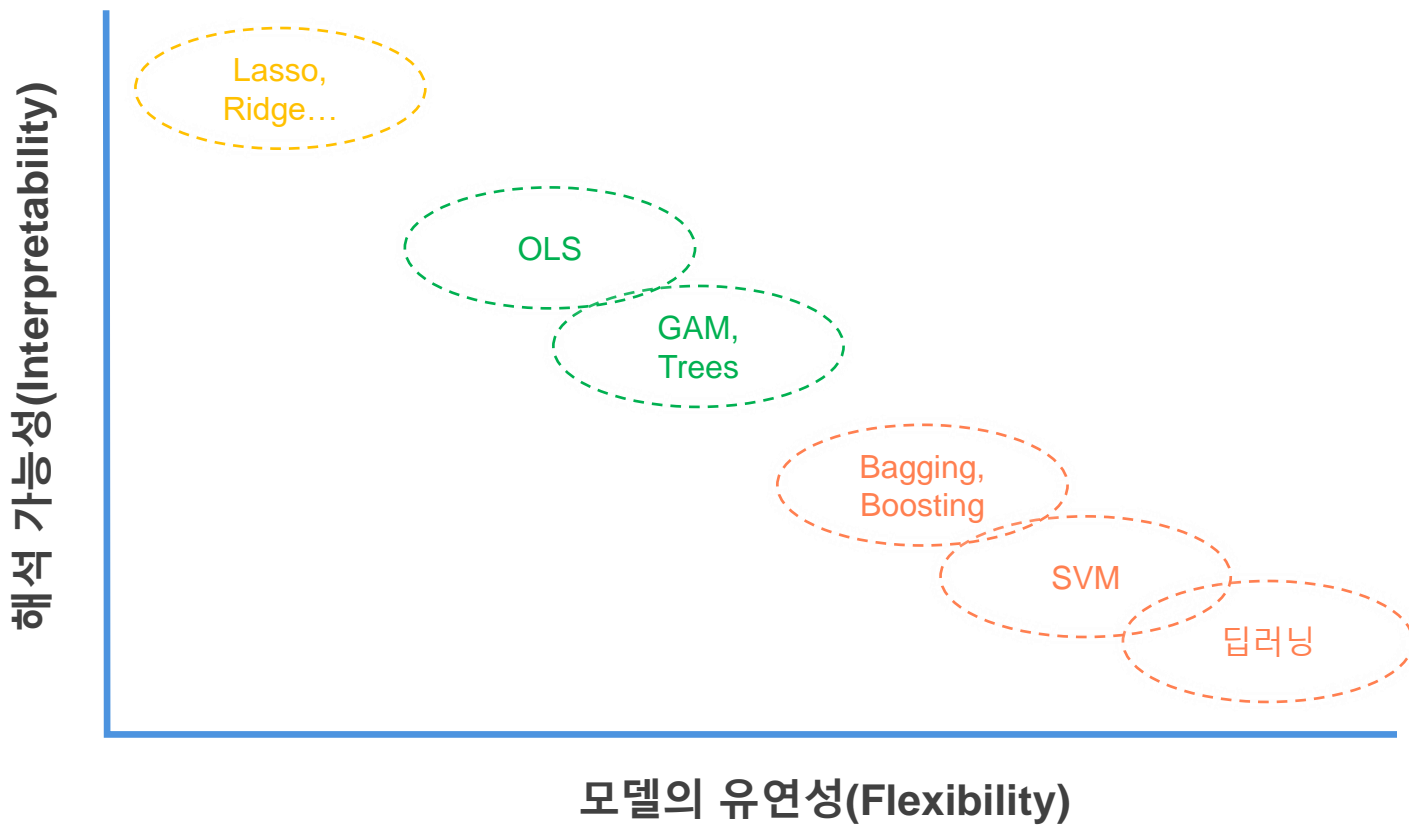 Lasso,
Ridge…
OLS
GAM,
Trees
Bagging,
Boosting
SVM
딥러닝
해석 가능성(Interpretability)
모델의 유연성(Flexibility)